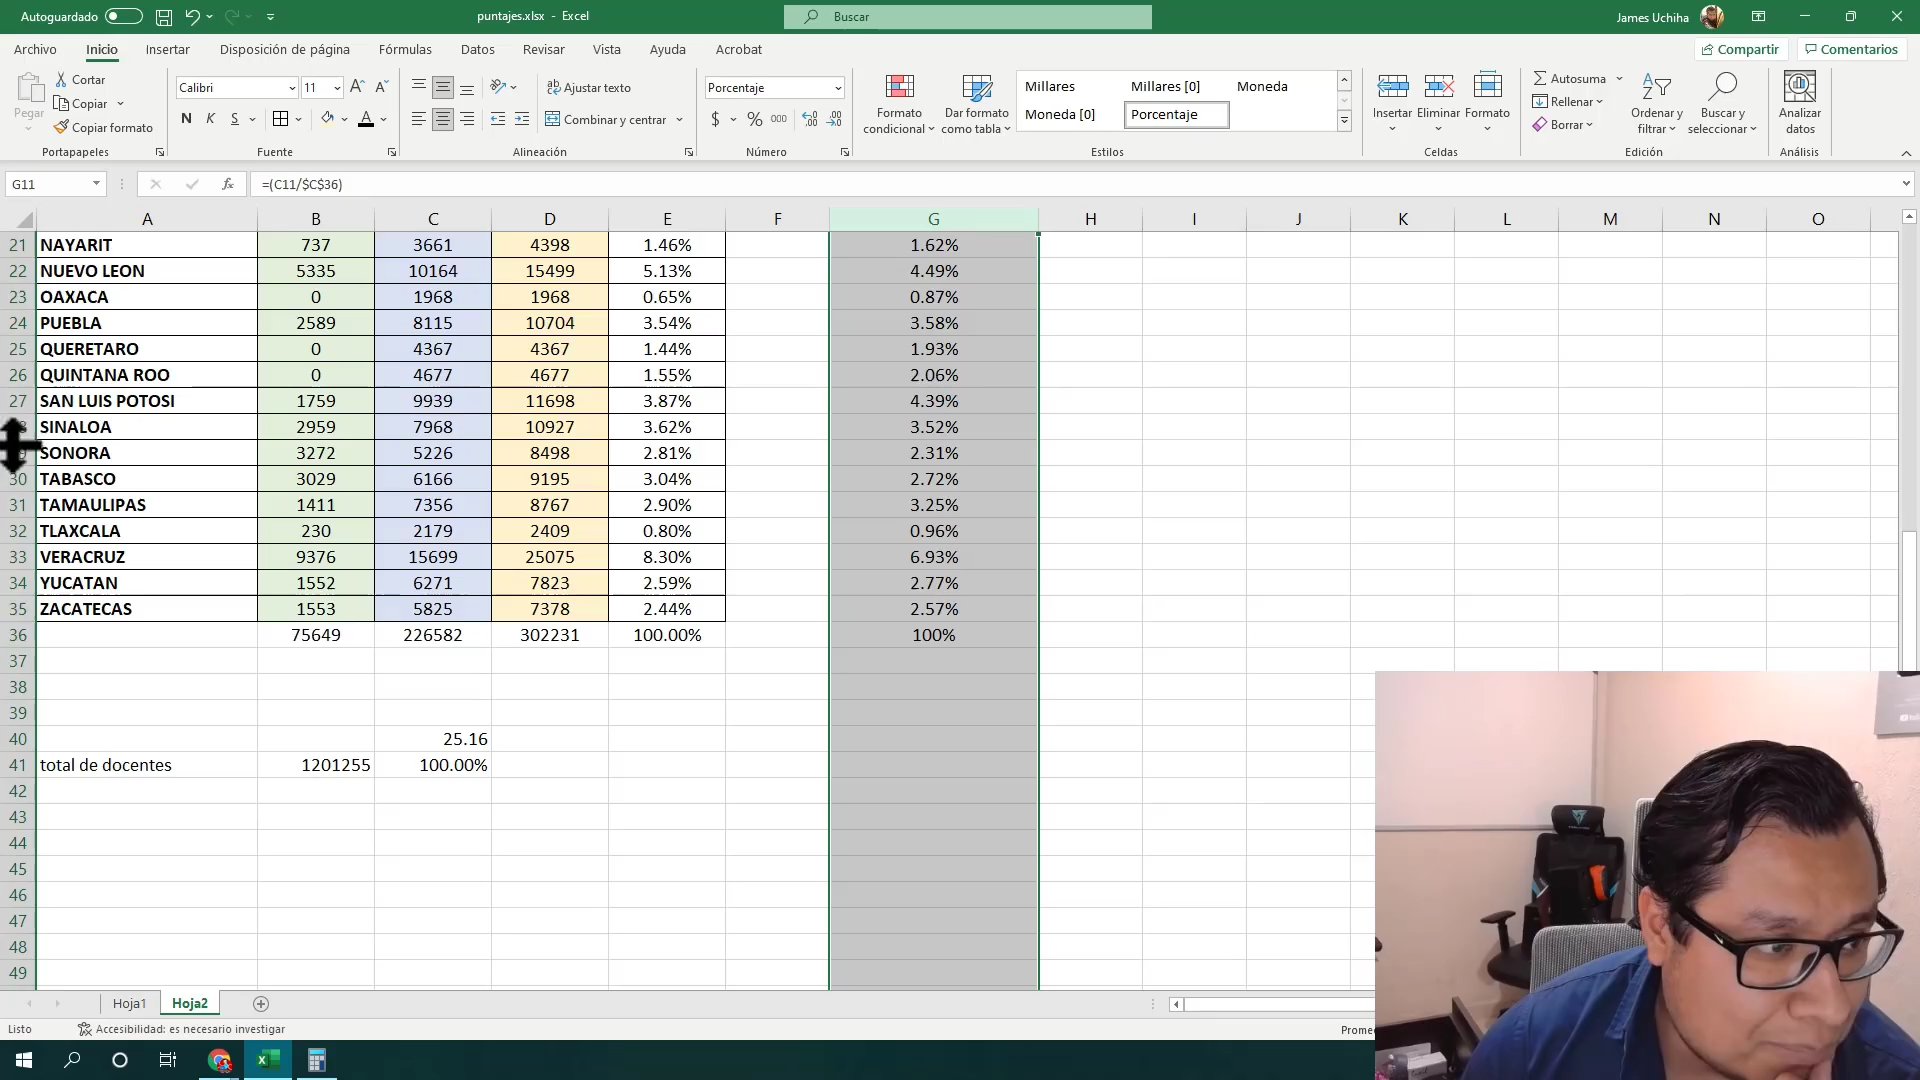 Autoguardado
puntajes.xlsx - Excel
Buscar
James Uchiha
Archivo Inicio Insertar Disposición de página Fórmulas Datos Revisar Vista Ayuda Acrobat
Compartir Comentarios
Pegar
Cortar
Copiar
Copiar formato
Portapapeles
Calibri 11
N K S
Fuente
Ajustar texto
Combinar y centrar
Alineación
Porcentaje
$ % 000
Número
Formato condicional
Dar formato como tabla
Millares Millares [0] Moneda
Moneda [0] Porcentaje
Estilos
Insertar Eliminar Formato
Celdas
Autosuma
Rellenar
Borrar
Ordenar y filtrar
Buscar y seleccionar
Edición
Analizar datos
Análisis
G11 fx =(C11/$C$36)
A B C D E F G H I J K L M N O
21 NAYARIT 737 3661 4398 1.46% 1.62%
22 NUEVO LEON 5335 10164 15499 5.13% 4.49%
23 OAXACA 0 1968 1968 0.65% 0.87%
24 PUEBLA 2589 8115 10704 3.54% 3.58%
25 QUERETARO 0 4367 4367 1.44% 1.93%
26 QUINTANA ROO 0 4677 4677 1.55% 2.06%
27 SAN LUIS POTOSI 1759 9939 11698 3.87% 4.39%
SINALOA 2959 7968 10927 3.62% 3.52%
SONORA 3272 5226 8498 2.81% 2.31%
30 TABASCO 3029 6166 9195 3.04% 2.72%
31 TAMAULIPAS 1411 7356 8767 2.90% 3.25%
32 TLAXCALA 230 2179 2409 0.80% 0.96%
33 VERACRUZ 9376 15699 25075 8.30% 6.93%
34 YUCATAN 1552 6271 7823 2.59% 2.77%
35 ZACATECAS 1553 5825 7378 2.44% 2.57%
36 75649 226582 302231 100.00% 100%
37
38
39
40 25.16
41 total de docentes 1201255 100.00%
42
43
44
45
46
47
48
49
Hoja1 Hoja2
Listo
Accesibilidad: es necesario investigar